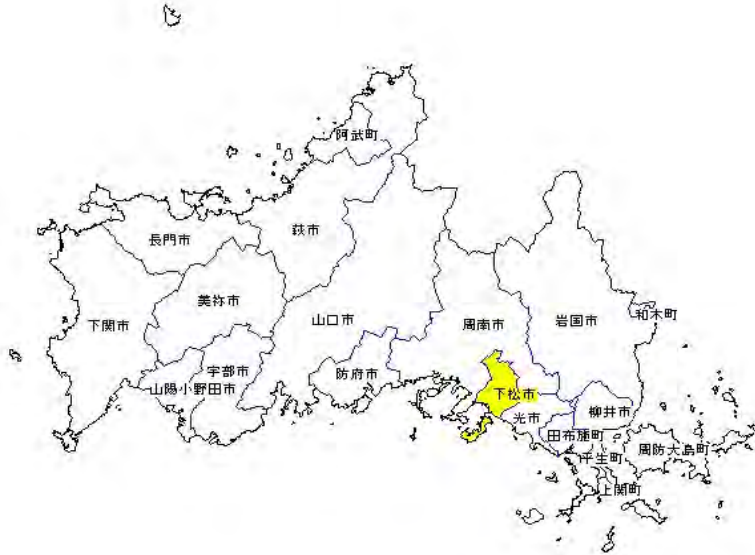 阿武町
萩市
長門市
美祢市
下関市
山口市
周南市
岩国市
和木町
宇部市
防府市
山陽小野田市
下松市
光市
柳井市
田布施町
平生町
周防大島町
上関町